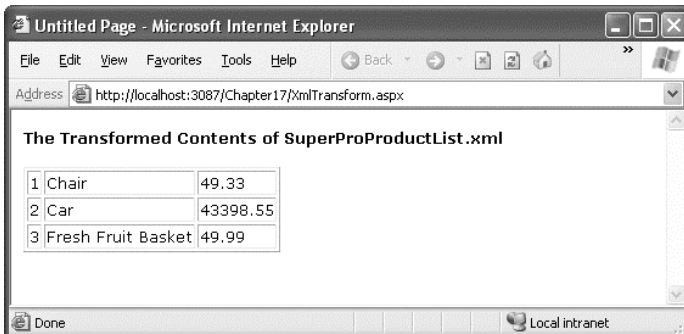 Untitled Page - Microsoft Internet Explorer
File Edit View Favorites Tools Help Back »
Address http://localhost:3087/Chapter17/XmlTransform.aspx
The Transformed Contents of SuperProProductList.xml
1 Chair 49.33
2 Car 43398.55
3 Fresh Fruit Basket 49.99
Done Local intranet